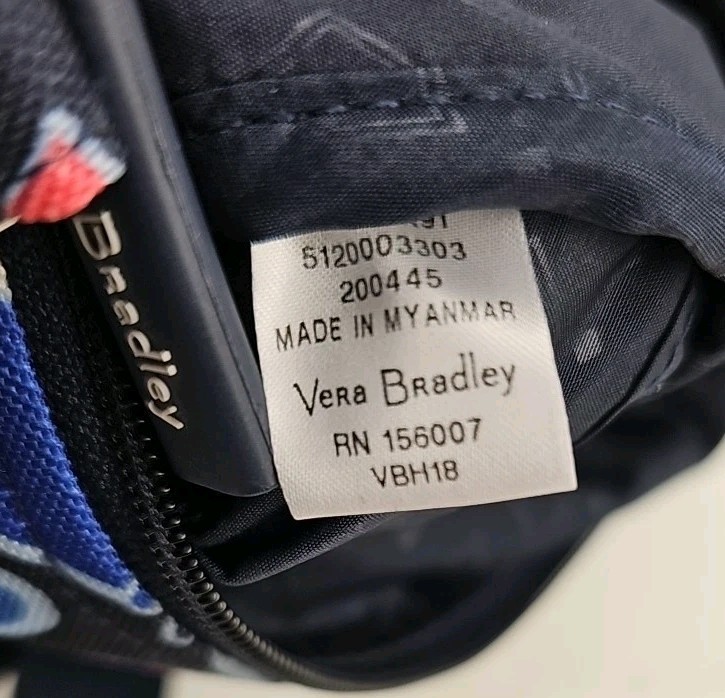 5120003303
200445
MADE IN MYANMAR
Vera Bradley
RN 156007
VBH18
Bradley